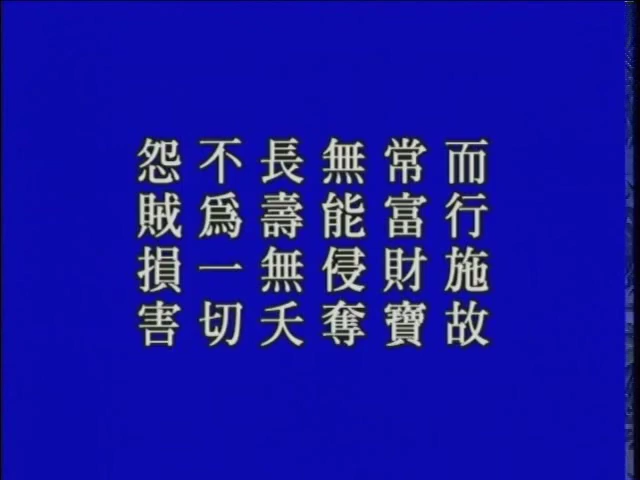 而行施故
常富財寶
無能侵奪
長壽無夭
不爲一切
怨賊損害